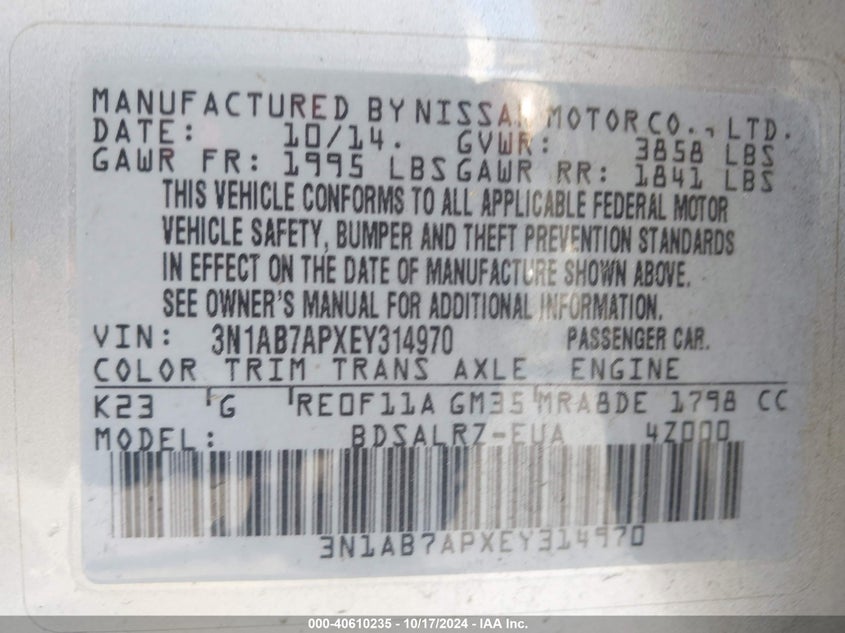 MANUFACTURED BY NISSAN MOTOR CO., LTD.
DATE: 10/14. GVWR: 3858 LBS
GAWR FR: 1995 LBS GAWR RR: 1841 LBS
THIS VEHICLE CONFORMS TO ALL APPLICABLE FEDERAL MOTOR
VEHICLE SAFETY, BUMPER AND THEFT PREVENTION STANDARDS
IN EFFECT ON THE DATE OF MANUFACTURE SHOWN ABOVE.
SEE OWNER'S MANUAL FOR ADDITIONAL INFORMATION.
VIN: 3N1AB7APXEY314970 PASSENGER CAR.
COLOR TRIM TRANS AXLE ENGINE
K23 G RE0F11A GM35 MRA8DE 1798 CC
MODEL: BDSALRZ-EUA 4Z000
3N1AB7APXEY314970
000-40610235 - 10/17/2024 - IAA Inc.